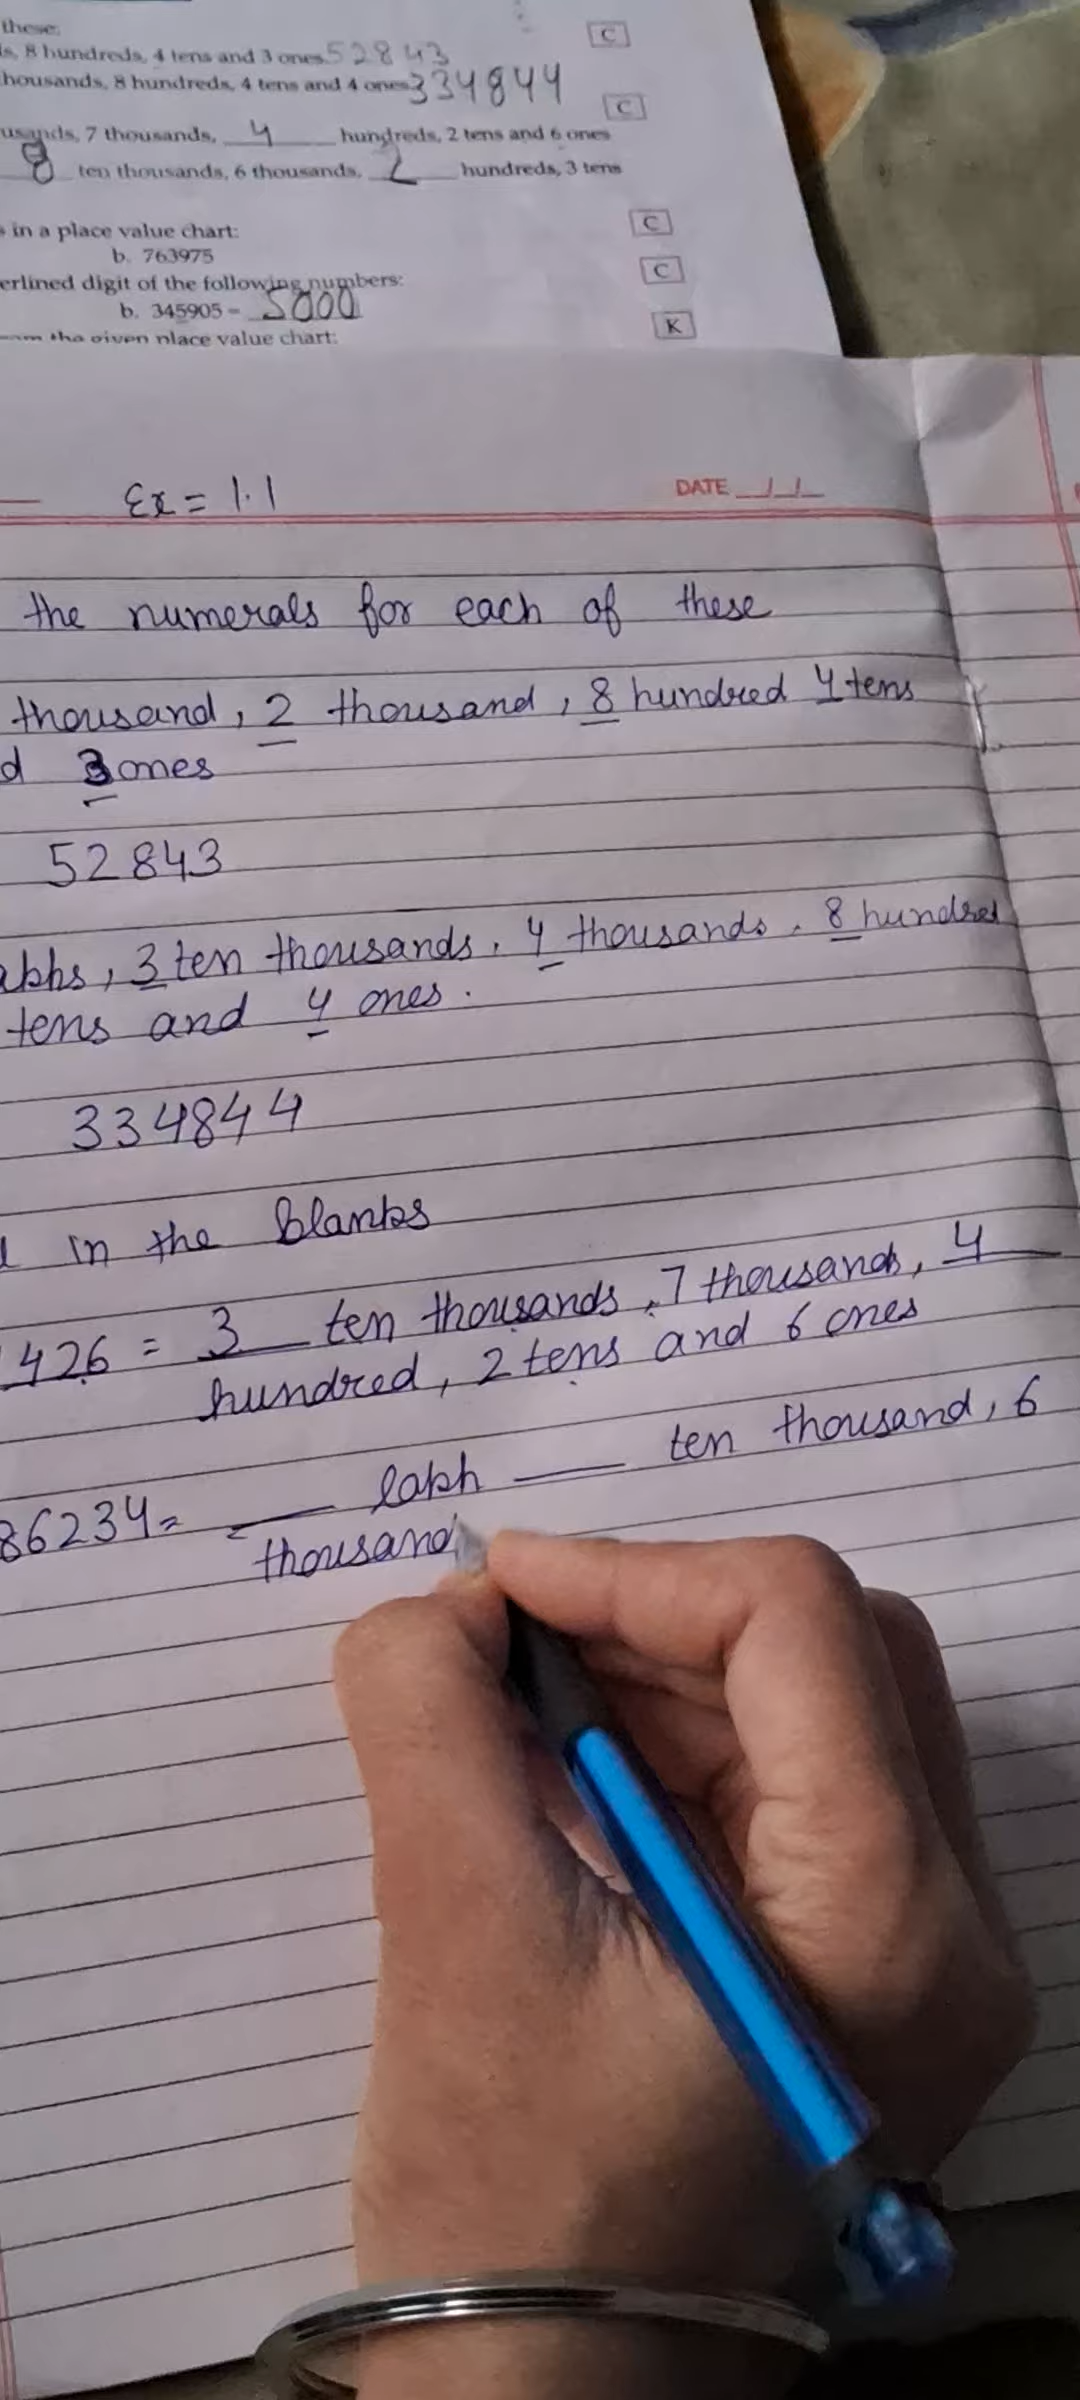 these:
s, 8 hundreds, 4 tens and 3 ones 52843
C
housands, 8 hundreds, 4 tens and 4 ones 334844
C
usands, 7 thousands, 4 hundreds, 2 tens and 6 ones
8 ten thousands, 6 thousands, 2 hundreds, 3 tens
s in a place value chart:
C
b. 763975
erlined digit of the following numbers:
C
b. 345905 = 5000
K
the given place value chart:
Ex = 1.1
DATE
the numerals for each of these
thousand, 2 thousand, 8 hundred 4 tens
d 3 ones
52843
abhs, 3 ten thousands, 4 thousands, 8 hundred
tens and 4 ones.
334844
in the blanks
426 = 3 ten thousands, 7 thousands, 4
hundred, 2 tens and 6 ones
86234 = ___ lakh ___ ten thousand, 6
thousand